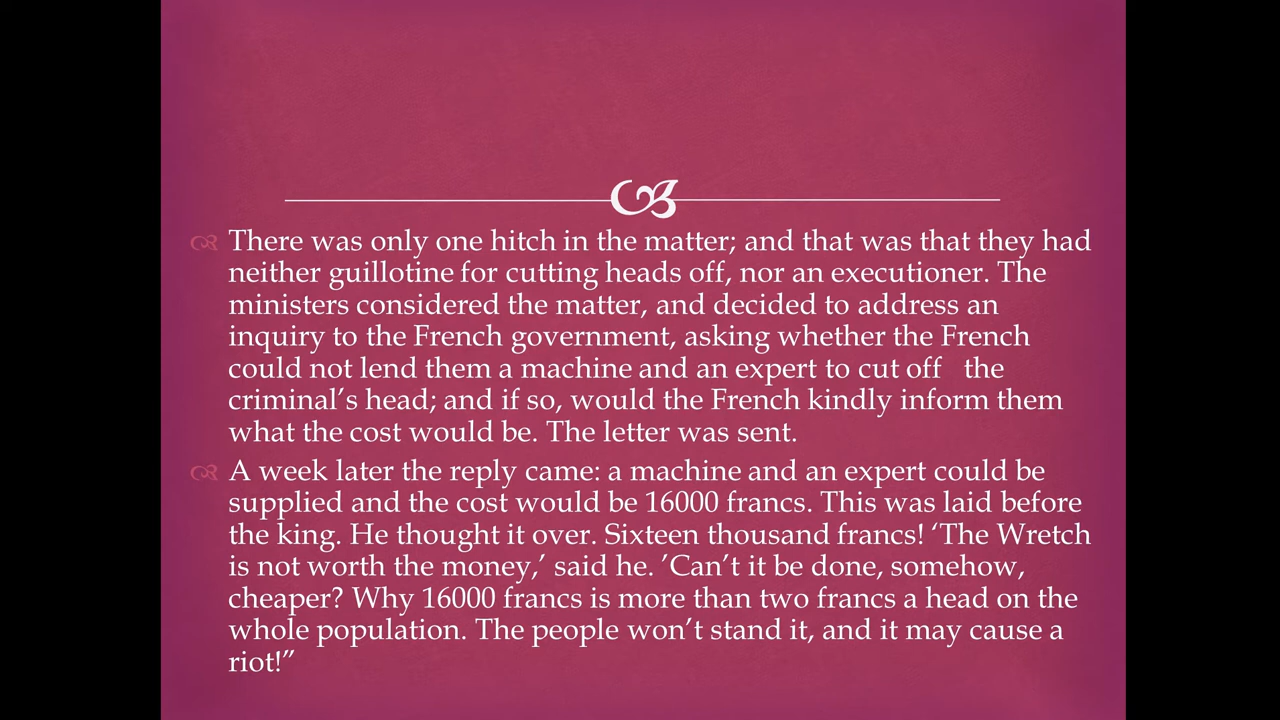 There was only one hitch in the matter; and that was that they had
neither guillotine for cutting heads off, nor an executioner. The
ministers considered the matter, and decided to address an
inquiry to the French government, asking whether the French
could not lend them a machine and an expert to cut off   the
criminal’s head; and if so, would the French kindly inform them
what the cost would be. The letter was sent.
A week later the reply came: a machine and an expert could be
supplied and the cost would be 16000 francs. This was laid before
the king. He thought it over. Sixteen thousand francs! ‘The Wretch
is not worth the money,’ said he. ’Can’t it be done, somehow,
cheaper? Why 16000 francs is more than two francs a head on the
whole population. The people won’t stand it, and it may cause a
riot!”